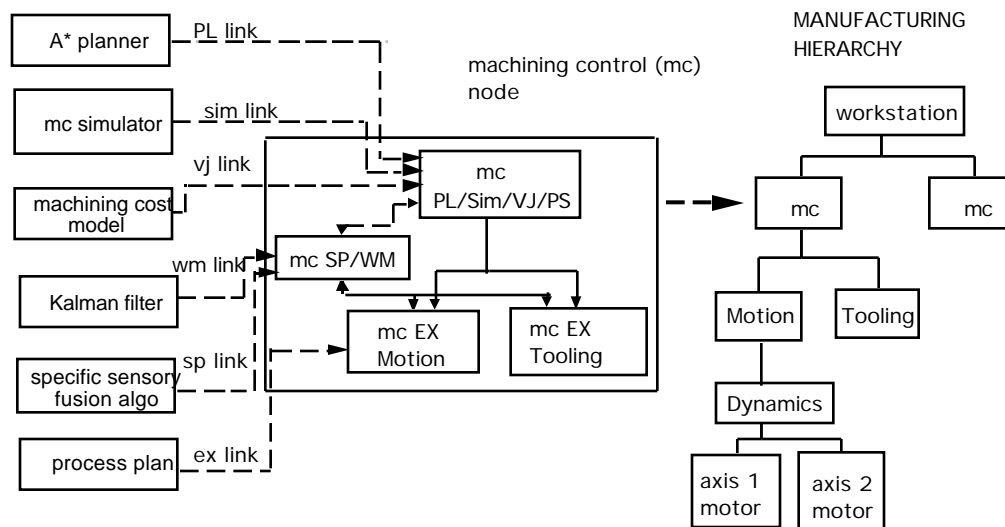 A* planner
PL link
MANUFACTURING
HIERARCHY
machining control (mc)
node
mc simulator
sim link
workstation
vj link
mc
PL/Sim/VJ/PS
machining cost
model
mc
mc
wm link
mc SP/WM
Kalman filter
mc EX
Motion
mc EX
Tooling
Motion
Tooling
sp link
specific sensory
fusion algo
Dynamics
process plan
ex link
axis 1
motor
axis 2
motor